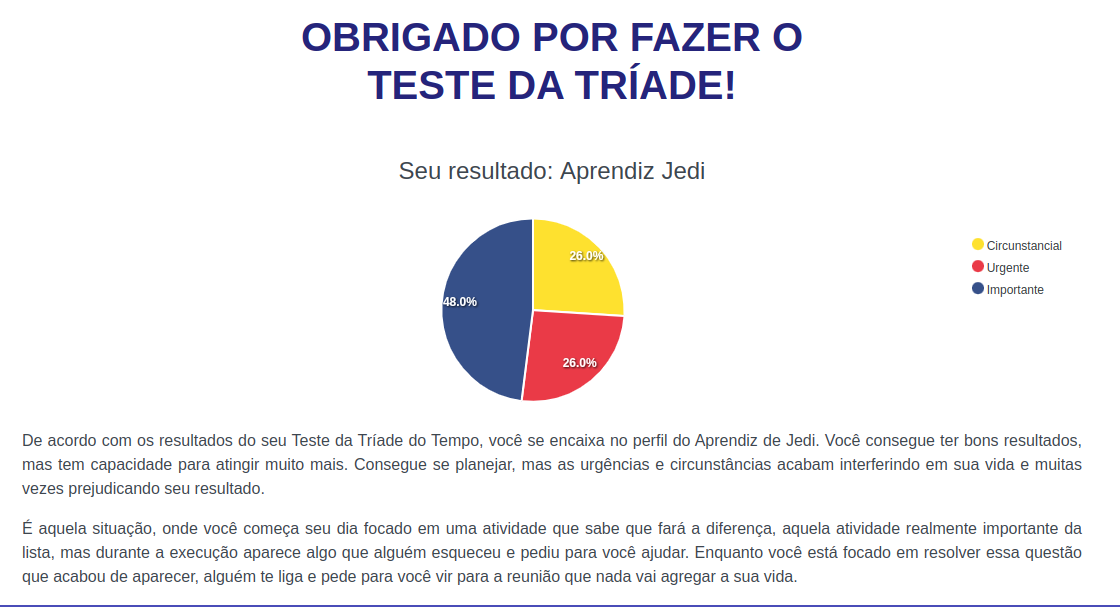 OBRIGADO POR FAZER O
TESTE DA TRÍADE!
Seu resultado: Aprendiz Jedi
26.0%
48.0%
26.0%
Circunstancial
Urgente
Importante
De acordo com os resultados do seu Teste da Tríade do Tempo, você se encaixa no perfil do Aprendiz de Jedi. Você consegue ter bons resultados,
mas tem capacidade para atingir muito mais. Consegue se planejar, mas as urgências e circunstâncias acabam interferindo em sua vida e muitas
vezes prejudicando seu resultado.
É aquela situação, onde você começa seu dia focado em uma atividade que sabe que fará a diferença, aquela atividade realmente importante da
lista, mas durante a execução aparece algo que alguém esqueceu e pediu para você ajudar. Enquanto você está focado em resolver essa questão
que acabou de aparecer, alguém te liga e pede para você vir para a reunião que nada vai agregar a sua vida.